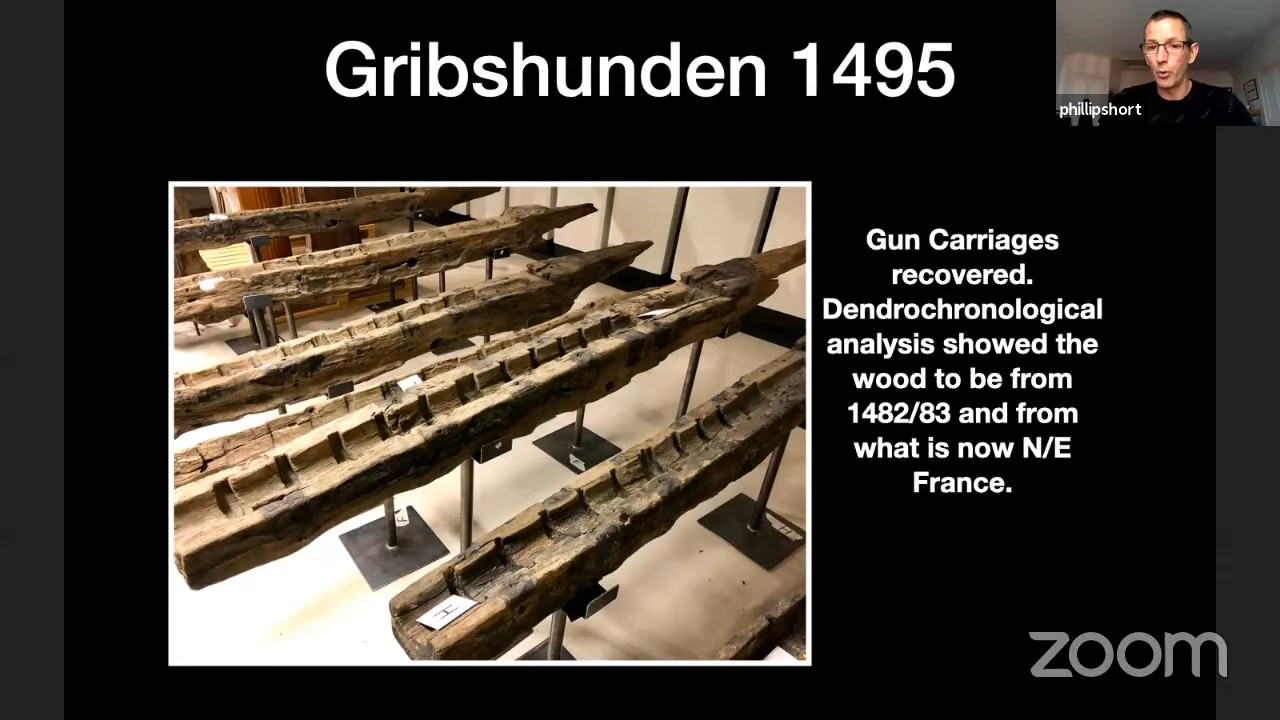 Gribshunden 1495
phillipshort
Gun Carriages
recovered.
Dendrochronological
analysis showed the
wood to be from
1482/83 and from
what is now N/E
France.
H
zoom